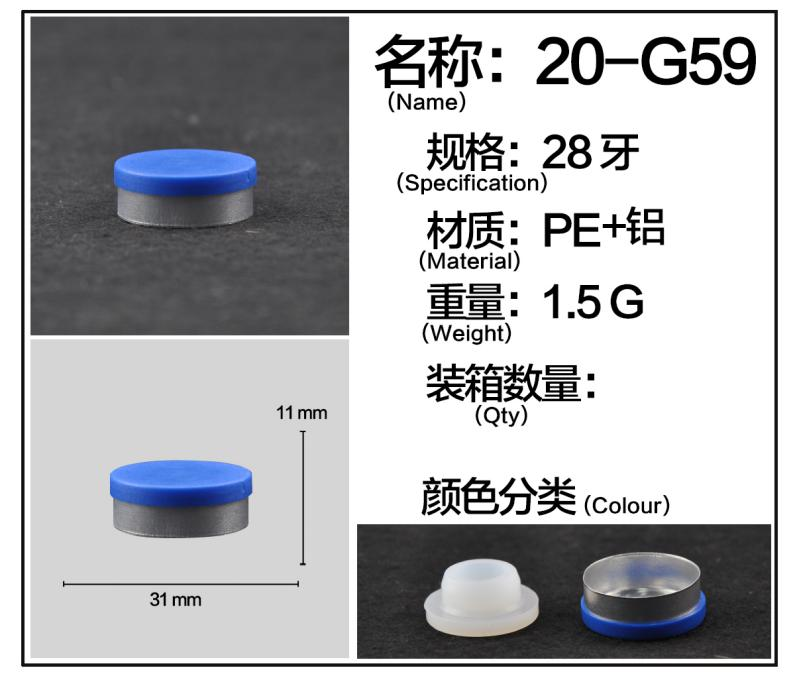 名称：20-G59
(Name)
规格：28牙
(Specification)
材质：PE+铝
(Material)
重量：1.5G
(Weight)
装箱数量：
(Qty)
颜色分类(Colour)
11mm
31mm